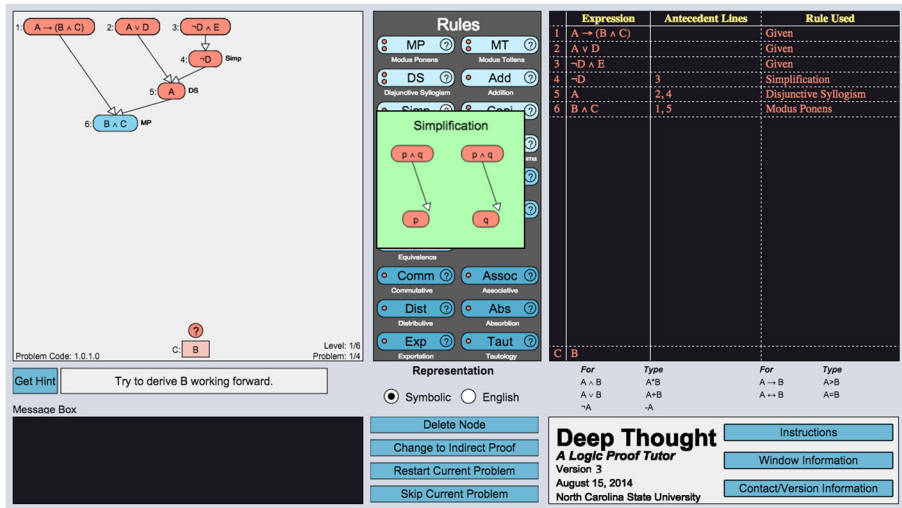 1: A → (B ∧ C)
2: A ∨ D
3: ¬D ∧ E
4: ¬D Simp
5: A DS
6: B ∧ C MP
?
C: B
Problem Code: 1.0.1.0
Level: 1/6
Problem: 1/4
Get Hint
Try to derive B working forward.
Message Box
Rules
MP ? MT ?
Modus Ponens Modus Tollens
DS ? Add ?
Disjunctive Syllogism Addition
Simp Conj
Simplification
p ∧ q p ∧ q
p q
Equivalence
Comm ? Assoc ?
Commutative Associative
Dist ? Abs ?
Distributive Absorbtion
Exp ? Taut ?
Exportation Tautology
Representation
Symbolic English
Delete Node
Change to Indirect Proof
Restart Current Problem
Skip Current Problem
Expression Antecedent Lines Rule Used
1 A → (B ∧ C) Given
2 A ∨ D Given
3 ¬D ∧ E Given
4 ¬D 3 Simplification
5 A 2, 4 Disjunctive Syllogism
6 B ∧ C 1, 5 Modus Ponens
C B
For Type For Type
A ∧ B A*B A → B A>B
A ∨ B A+B A ↔ B A=B
¬A -A
Deep Thought
A Logic Proof Tutor
Version 3
August 15, 2014
North Carolina State University
Instructions
Window Information
Contact/Version Information